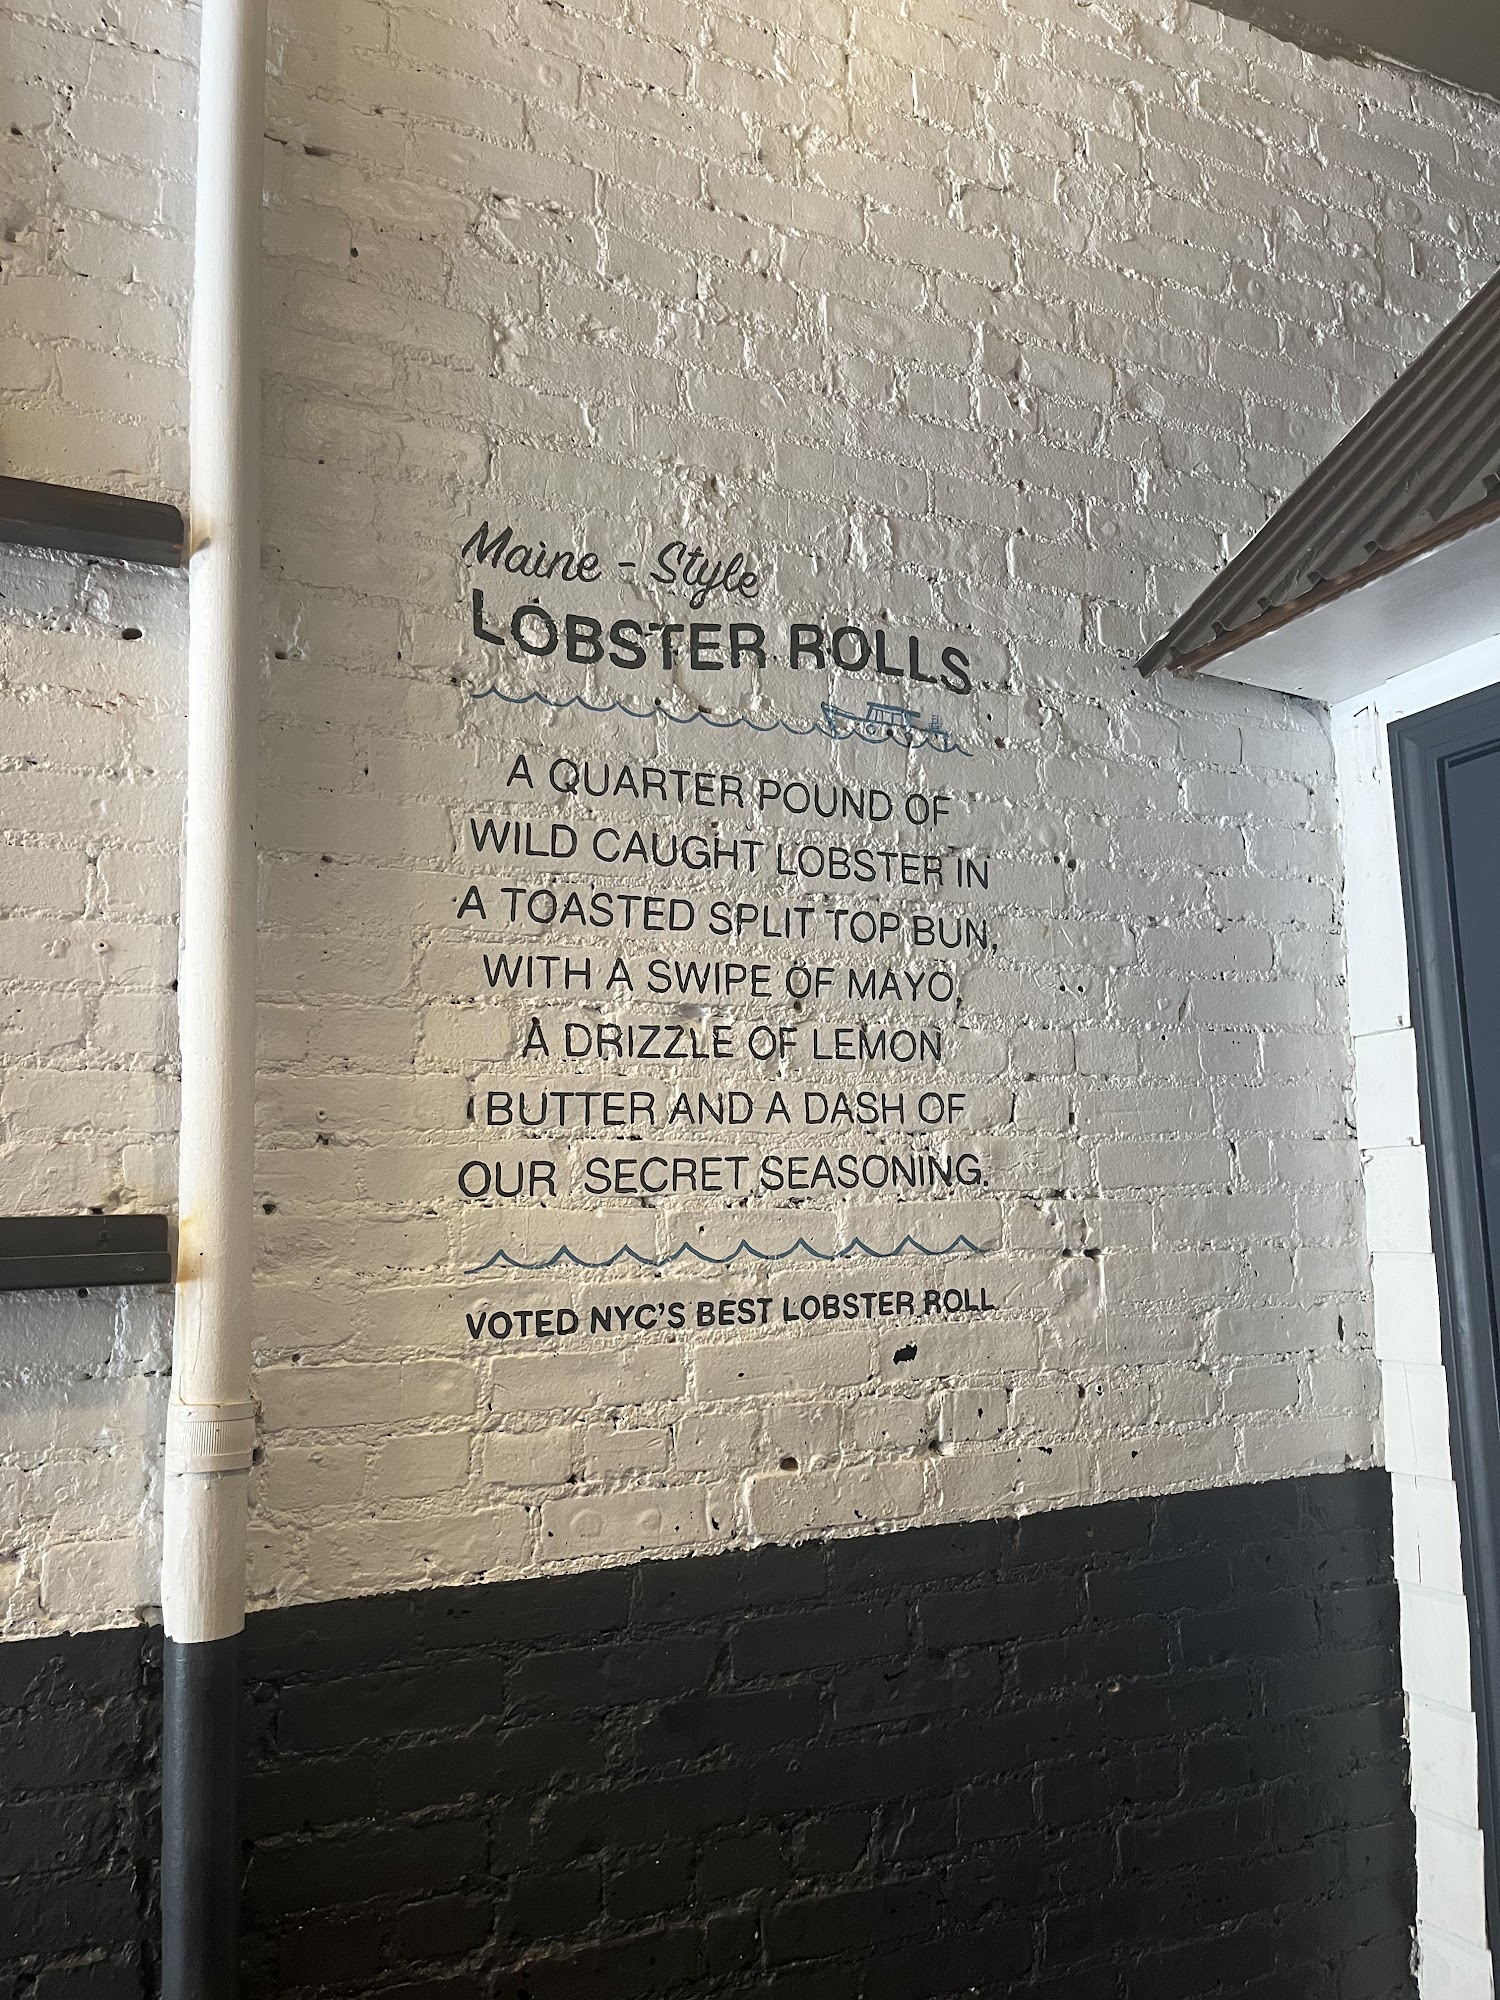 Maine - Style
LOBSTER ROLLS
A QUARTER POUND OF
WILD CAUGHT LOBSTER IN
A TOASTED SPLIT TOP BUN,
WITH A SWIPE OF MAYO,
A DRIZZLE OF LEMON
BUTTER AND A DASH OF
OUR SECRET SEASONING.
VOTED NYC'S BEST LOBSTER ROLL